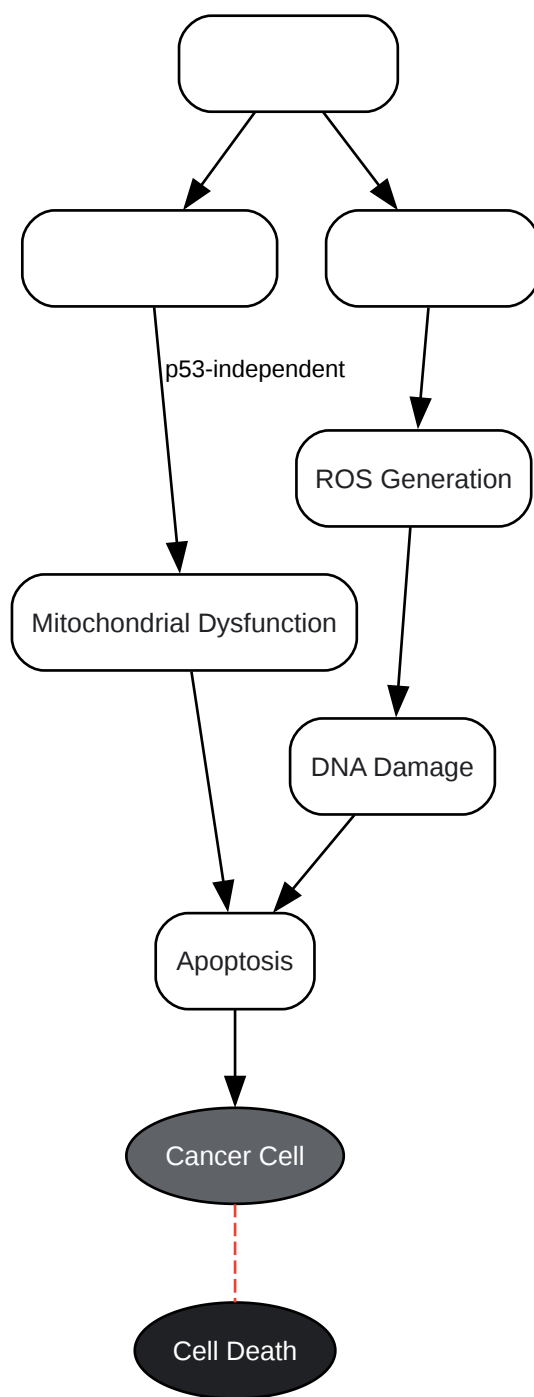 p53-independent
ROS Generation
Mitochondrial Dysfunction
DNA Damage
Apoptosis
Cancer Cell
Cell Death